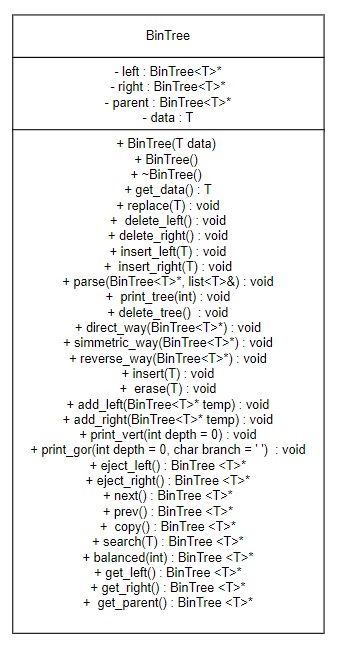 BinTree
- left : BinTree<T>*
- right : BinTree<T>*
- parent : BinTree<T>*
- data : T
+ BinTree(T data)
+ BinTree()
+ ~BinTree()
+ get_data() : T
+ replace(T) : void
+ delete_left() : void
+ delete_right() : void
+ insert_left(T) : void
+ insert_right(T) : void
+ parse(BinTree<T>*, list<T>&) : void
+ print_tree(int) : void
+ delete_tree() : void
+ direct_way(BinTree<T>*) : void
+ simmetric_way(BinTree<T>*) : void
+ reverse_way(BinTree<T>*) : void
+ insert(T) : void
+ erase(T) : void
+ add_left(BinTree<T>* temp) : void
+ add_right(BinTree<T>* temp) : void
+ print_vert(int depth = 0) : void
+ print_gor(int depth = 0, char branch = ' ') : void
+ eject_left() : BinTree <T>*
+ eject_right() : BinTree <T>*
+ next() : BinTree <T>*
+ prev() : BinTree <T>*
+ copy() : BinTree <T>*
+ search(T) : BinTree <T>*
+ balanced(int) : BinTree <T>*
+ get_left() : BinTree <T>*
+ get_right() : BinTree <T>*
+ get_parent() : BinTree <T>*